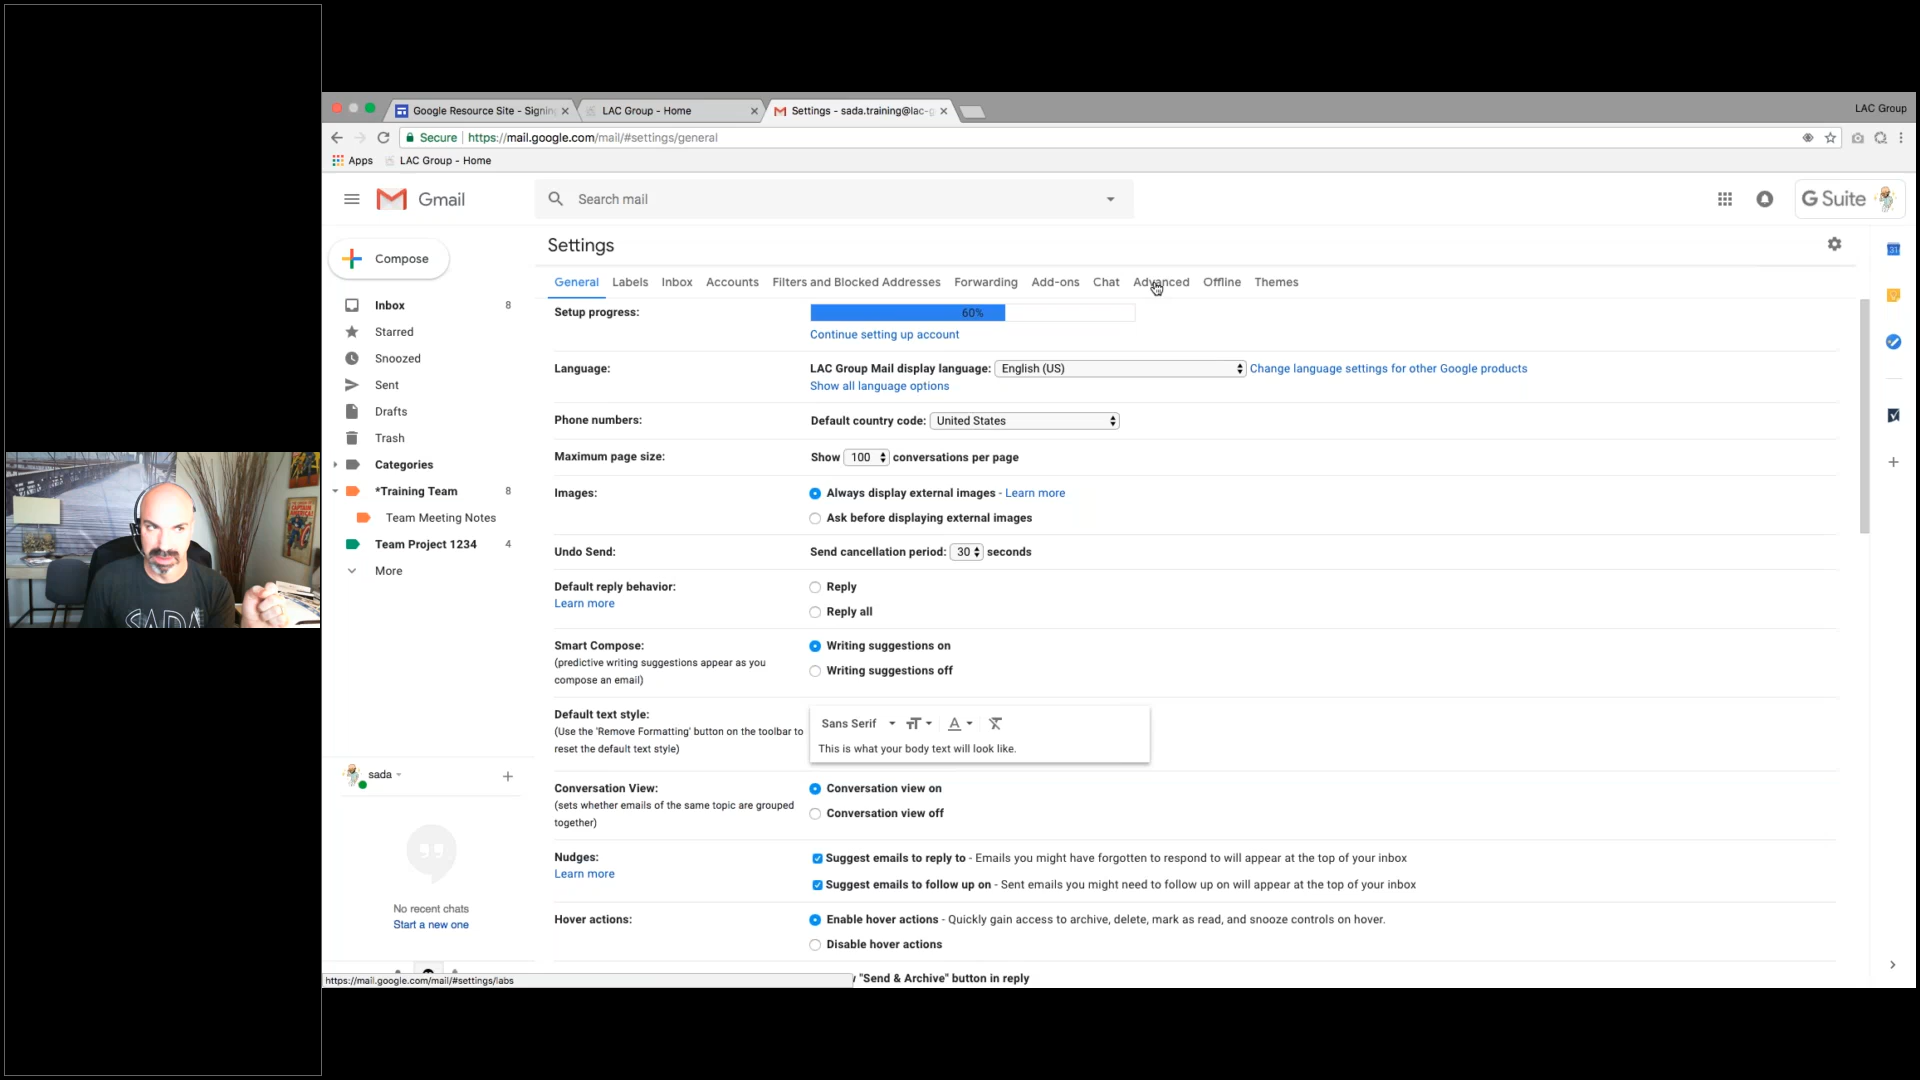 Google Resource Site - Signin
LAC Group - Home
Settings - sada.training@lac-g
LAC Group
Secure
https://mail.google.com/mail/#settings/general
Apps
LAC Group - Home
Gmail
Search mail
G Suite
Settings
Compose
General
Labels
Inbox
Accounts
Filters and Blocked Addresses
Forwarding
Add-ons
Chat
Advanced
Offline
Themes
Inbox 8
Starred
Snoozed
Sent
Drafts
Trash
Categories
*Training Team 8
Team Meeting Notes
Team Project 1234 4
More
sada
No recent chats
Start a new one
Setup progress:
60%
Continue setting up account
Language:
LAC Group Mail display language: English (US) Change language settings for other Google products
Show all language options
Phone numbers:
Default country code: United States
Maximum page size:
Show 100 conversations per page
Images:
Always display external images - Learn more
Ask before displaying external images
Undo Send:
Send cancellation period: 30 seconds
Default reply behavior:
Learn more
Reply
Reply all
Smart Compose:
(predictive writing suggestions appear as you
compose an email)
Writing suggestions on
Writing suggestions off
Default text style:
(Use the 'Remove Formatting' button on the toolbar to
reset the default text style)
Sans Serif
This is what your body text will look like.
Conversation View:
(sets whether emails of the same topic are grouped
together)
Conversation view on
Conversation view off
Nudges:
Learn more
Suggest emails to reply to - Emails you might have forgotten to respond to will appear at the top of your inbox
Suggest emails to follow up on - Sent emails you might need to follow up on will appear at the top of your inbox
Hover actions:
Enable hover actions - Quickly gain access to archive, delete, mark as read, and snooze controls on hover.
Disable hover actions
"Send & Archive" button in reply
https://mail.google.com/mail/#settings/labs
31
SADA
CAPTAIN AMERICA